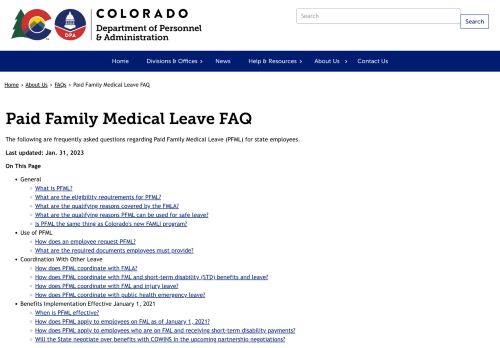 COLORADO
Department of Personnel
& Administration
DPA
Search
Search
Home
Divisions & Offices
News
Help & Resources
About Us
Contact Us
Home › About Us › FAQs › Paid Family Medical Leave FAQ
Paid Family Medical Leave FAQ
The following are frequently asked questions regarding Paid Family Medical Leave (PFML) for state employees.
Last updated: Jan. 31, 2023
On This Page
General
What is PFML?
What are the eligibility requirements for PFML?
What are the qualifying reasons covered by the FMLA?
What are the qualifying reasons PFML can be used for safe leave?
Is PFML the same thing as Colorado's new FAMLI program?
Use of PFML
How does an employee request PFML?
What are the required documents employees must provide?
Coordination With Other Leave
How does PFML coordinate with FMLA?
How does PFML coordinate with FML and short-term disability (STD) benefits and leave?
How does PFML coordinate with FML and injury leave?
How does PFML coordinate with public health emergency leave?
Benefits Implementation Effective January 1, 2021
When is PFML effective?
How does PFML apply to employees on FML as of January 1, 2021?
How does PFML apply to employees who are on FML and receiving short-term disability payments?
Will the State negotiate over benefits with COWINS in the upcoming partnership negotiations?